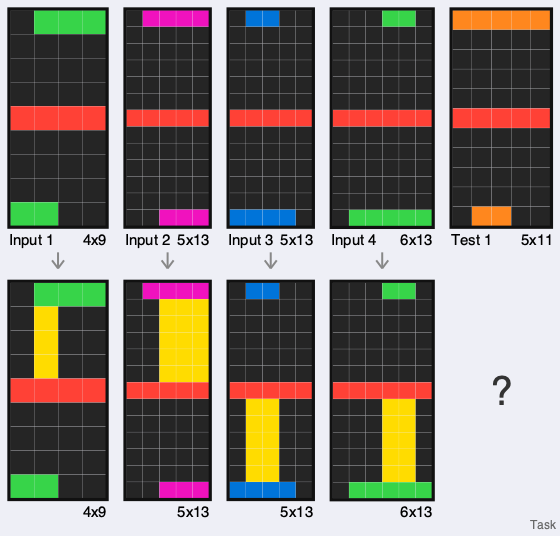 Input 1 4x9 Input 2 5x13 Input 3 5x13 Input 4 6x13 Test 1 5x11
?
4x9 5x13 5x13 6x13
Task